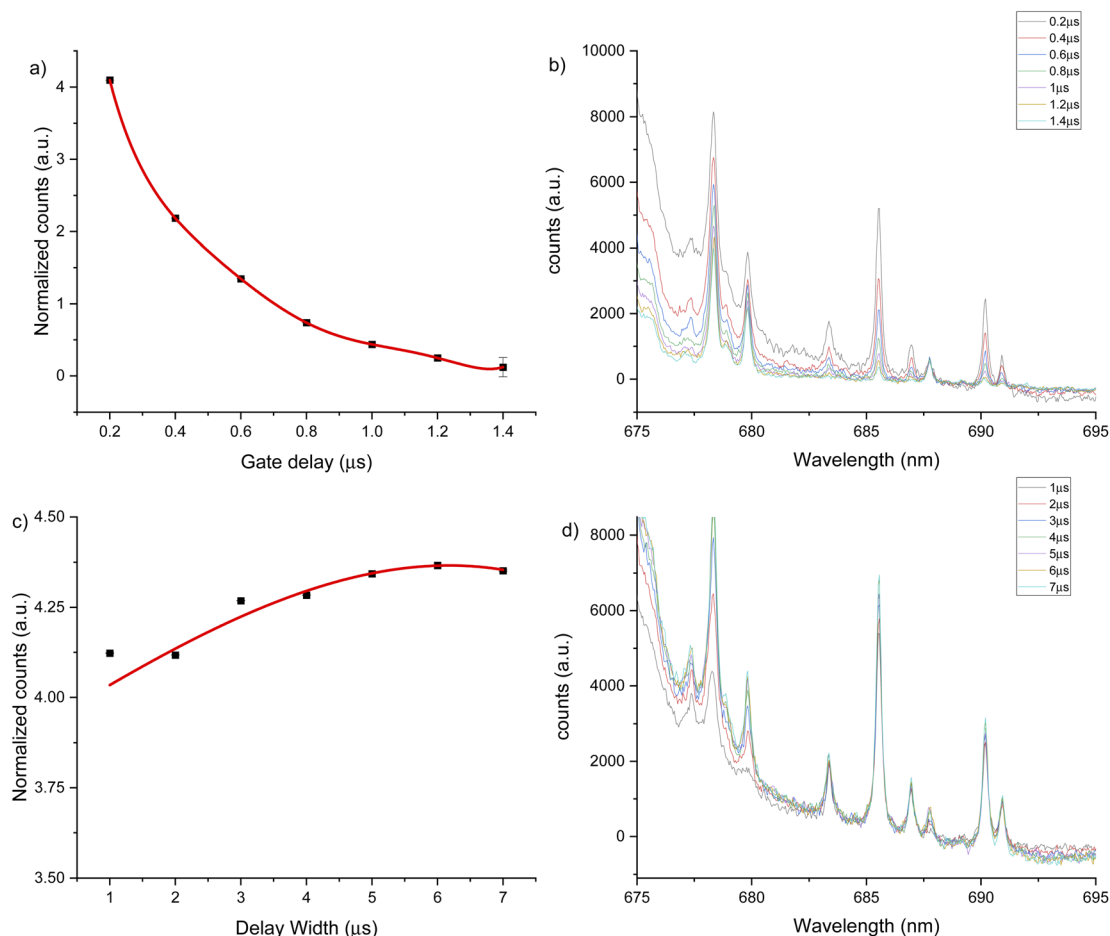 a)
Normalized counts (a.u.)
4
3
2
1
0
0.2 0.4 0.6 0.8 1.0 1.2 1.4
Gate delay (μs)
b)
0.2μs
0.4μs
0.6μs
0.8μs
1μs
1.2μs
1.4μs
counts (a.u.)
10000
8000
6000
4000
2000
0
675 680 685 690 695
Wavelength (nm)
c)
Normalized counts (a.u.)
4.50
4.25
4.00
3.75
3.50
1 2 3 4 5 6 7
Delay Width (μs)
d)
1μs
2μs
3μs
4μs
5μs
6μs
7μs
counts (a.u.)
8000
6000
4000
2000
0
675 680 685 690 695
Wavelength (nm)